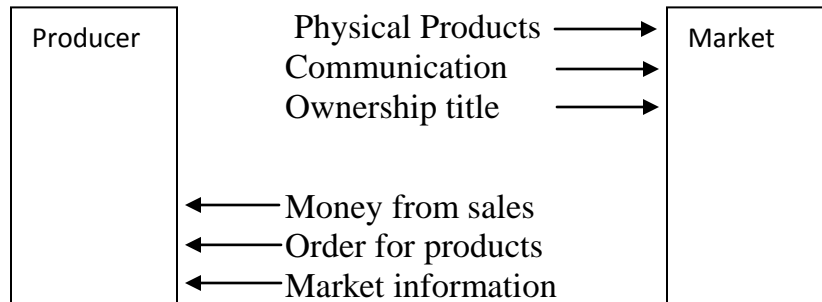 Producer
Physical Products
Market
Communication
Ownership title
Money from sales
Order for products
Market information